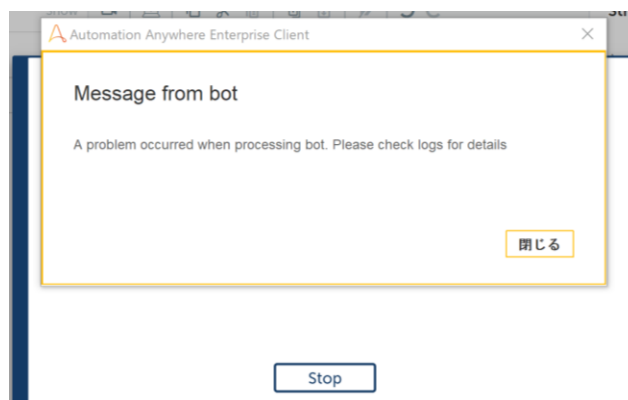 Show
Automation Anywhere Enterprise Client
Message from bot
A problem occurred when processing bot. Please check logs for details
閉じる
Stop